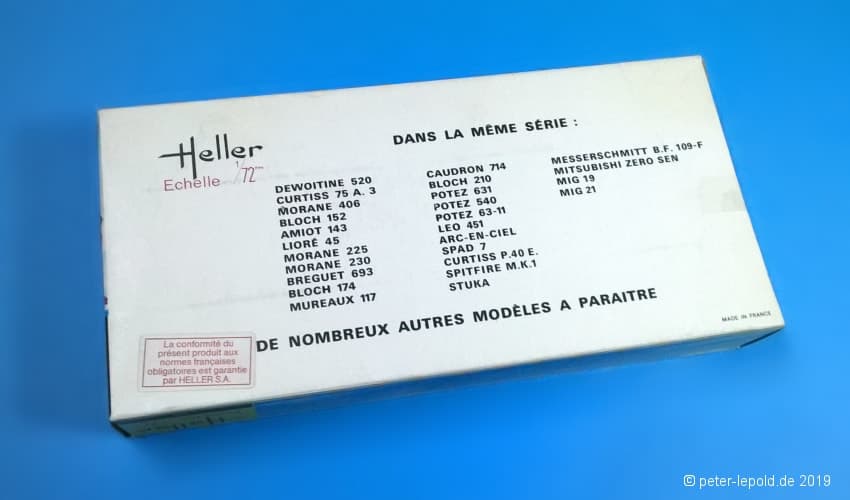 Heller
Echelle 1/72ème
DANS LA MÊME SÉRIE :
DEWOITINE 520
CURTISS 75 A. 3
MORANE 406
BLOCH 152
AMIOT 143
LIORÉ 45
MORANE 225
MORANE 230
BREGUET 693
BLOCH 174
MUREAUX 117
CAUDRON 714
BLOCH 210
POTEZ 631
POTEZ 540
POTEZ 63-11
LEO 451
ARC-EN-CIEL
SPAD 7
CURTISS P.40 E.
SPITFIRE M.K.1
STUKA
MESSERSCHMITT B.F. 109-F
MITSUBISHI ZERO SEN
MIG 19
MIG 21
DE NOMBREUX AUTRES MODÈLES A PARAITRE
MADE IN FRANCE
La conformité du
présent produit aux
normes françaises
obligatoires est garantie
par HELLER S.A.
© peter-lepold.de 2019